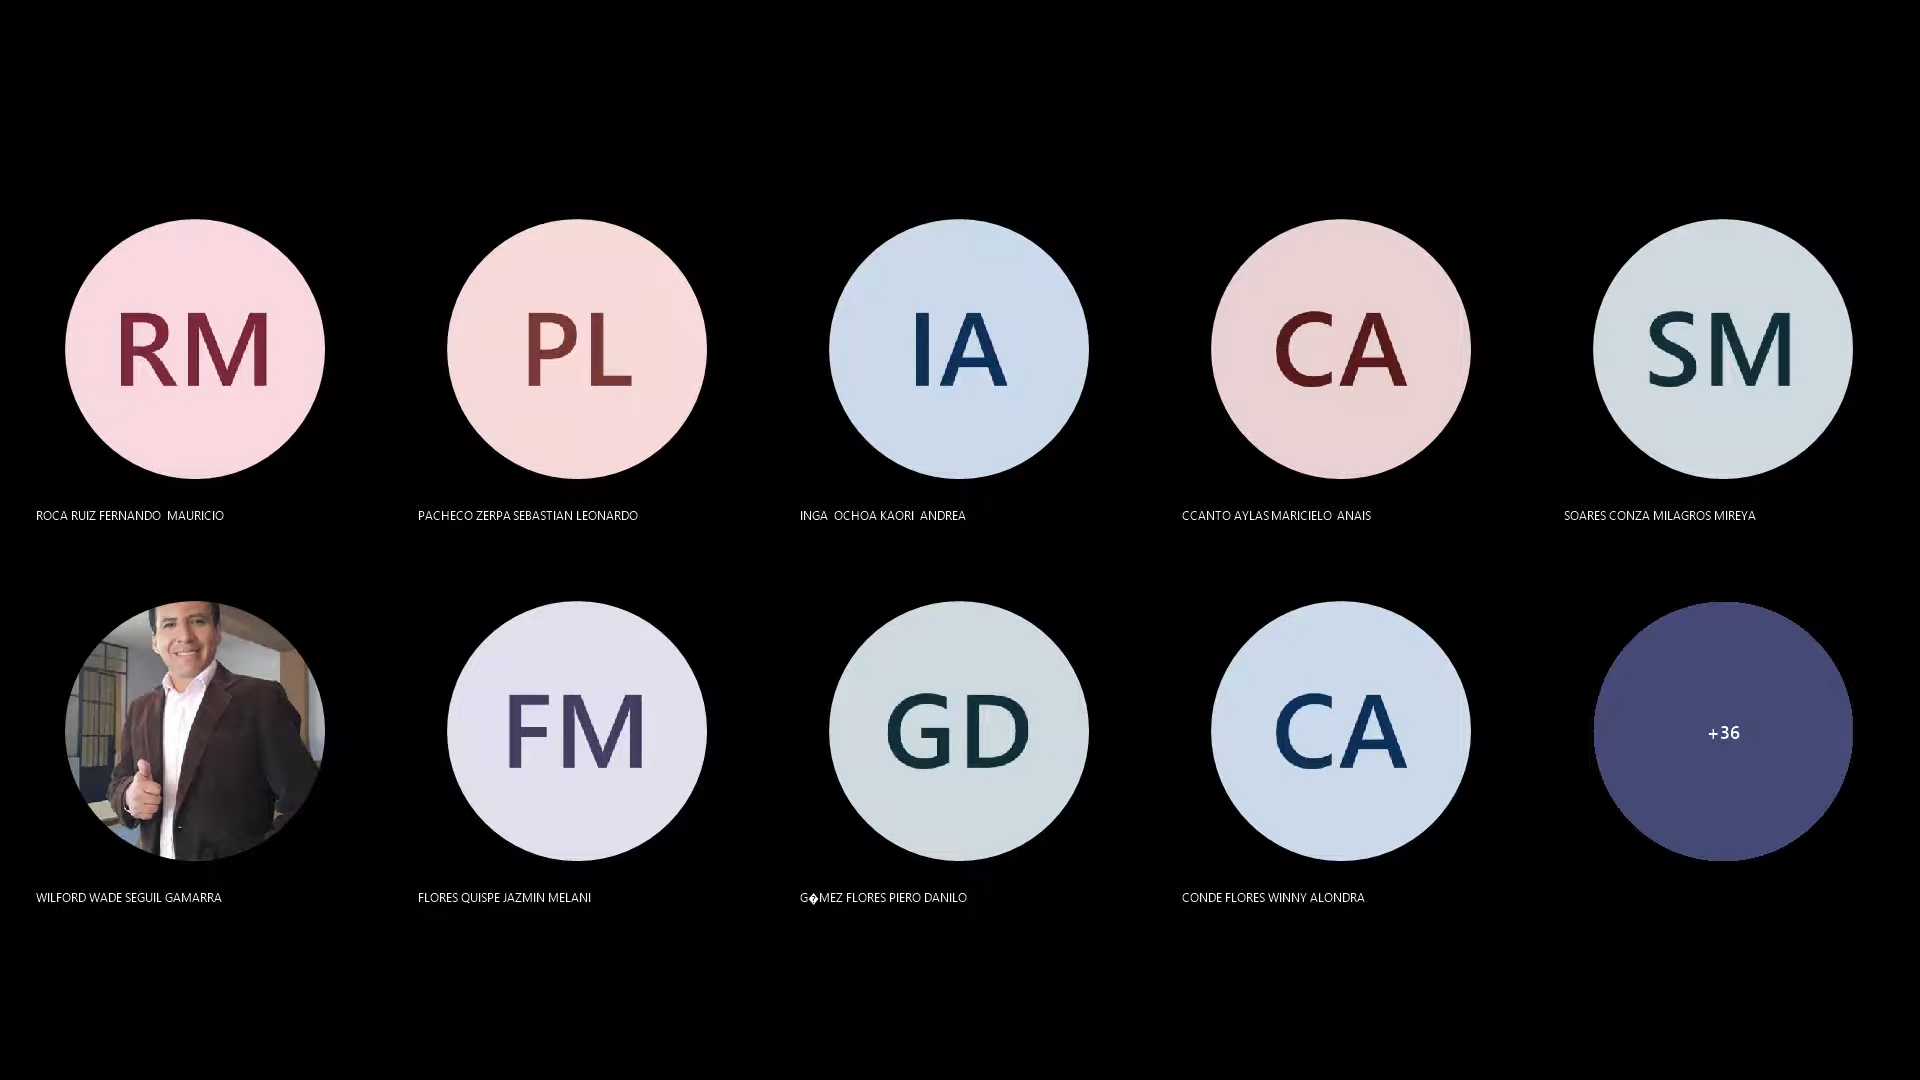 RM
PL
IA
CA
SM
ROCA RUIZ FERNANDO  MAURICIO
PACHECO ZERPA SEBASTIAN LEONARDO
INGA  OCHOA KAORI  ANDREA
CCANTO AYLAS MARICIELO  ANAIS
SOARES CONZA MILAGROS MIREYA
FM
GD
CA
+36
WILFORD WADE SEGUIL GAMARRA
FLORES QUISPE JAZMIN MELANI
G�MEZ FLORES PIERO DANILO
CONDE FLORES WINNY ALONDRA